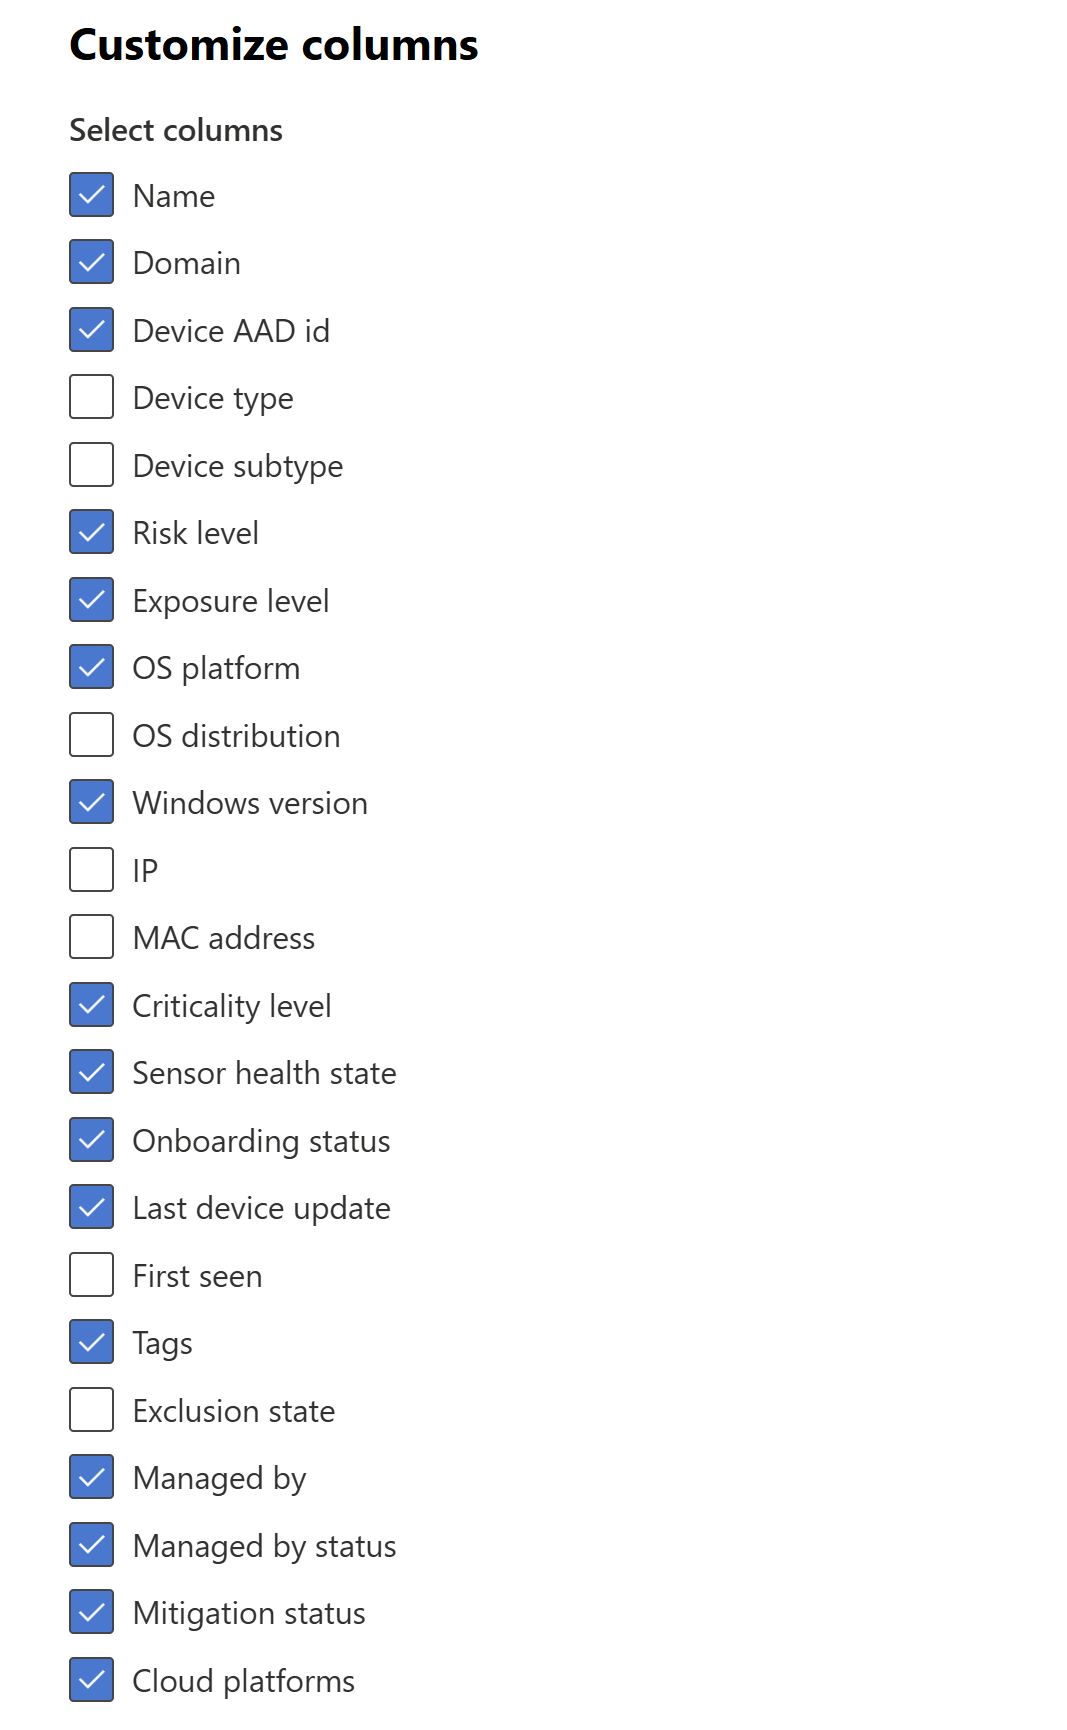 Customize columns
Select columns
Name
Domain
Device AAD id
Device type
Device subtype
Risk level
Exposure level
OS platform
OS distribution
Windows version
IP
MAC address
Criticality level
Sensor health state
Onboarding status
Last device update
First seen
Tags
Exclusion state
Managed by
Managed by status
Mitigation status
Cloud platforms